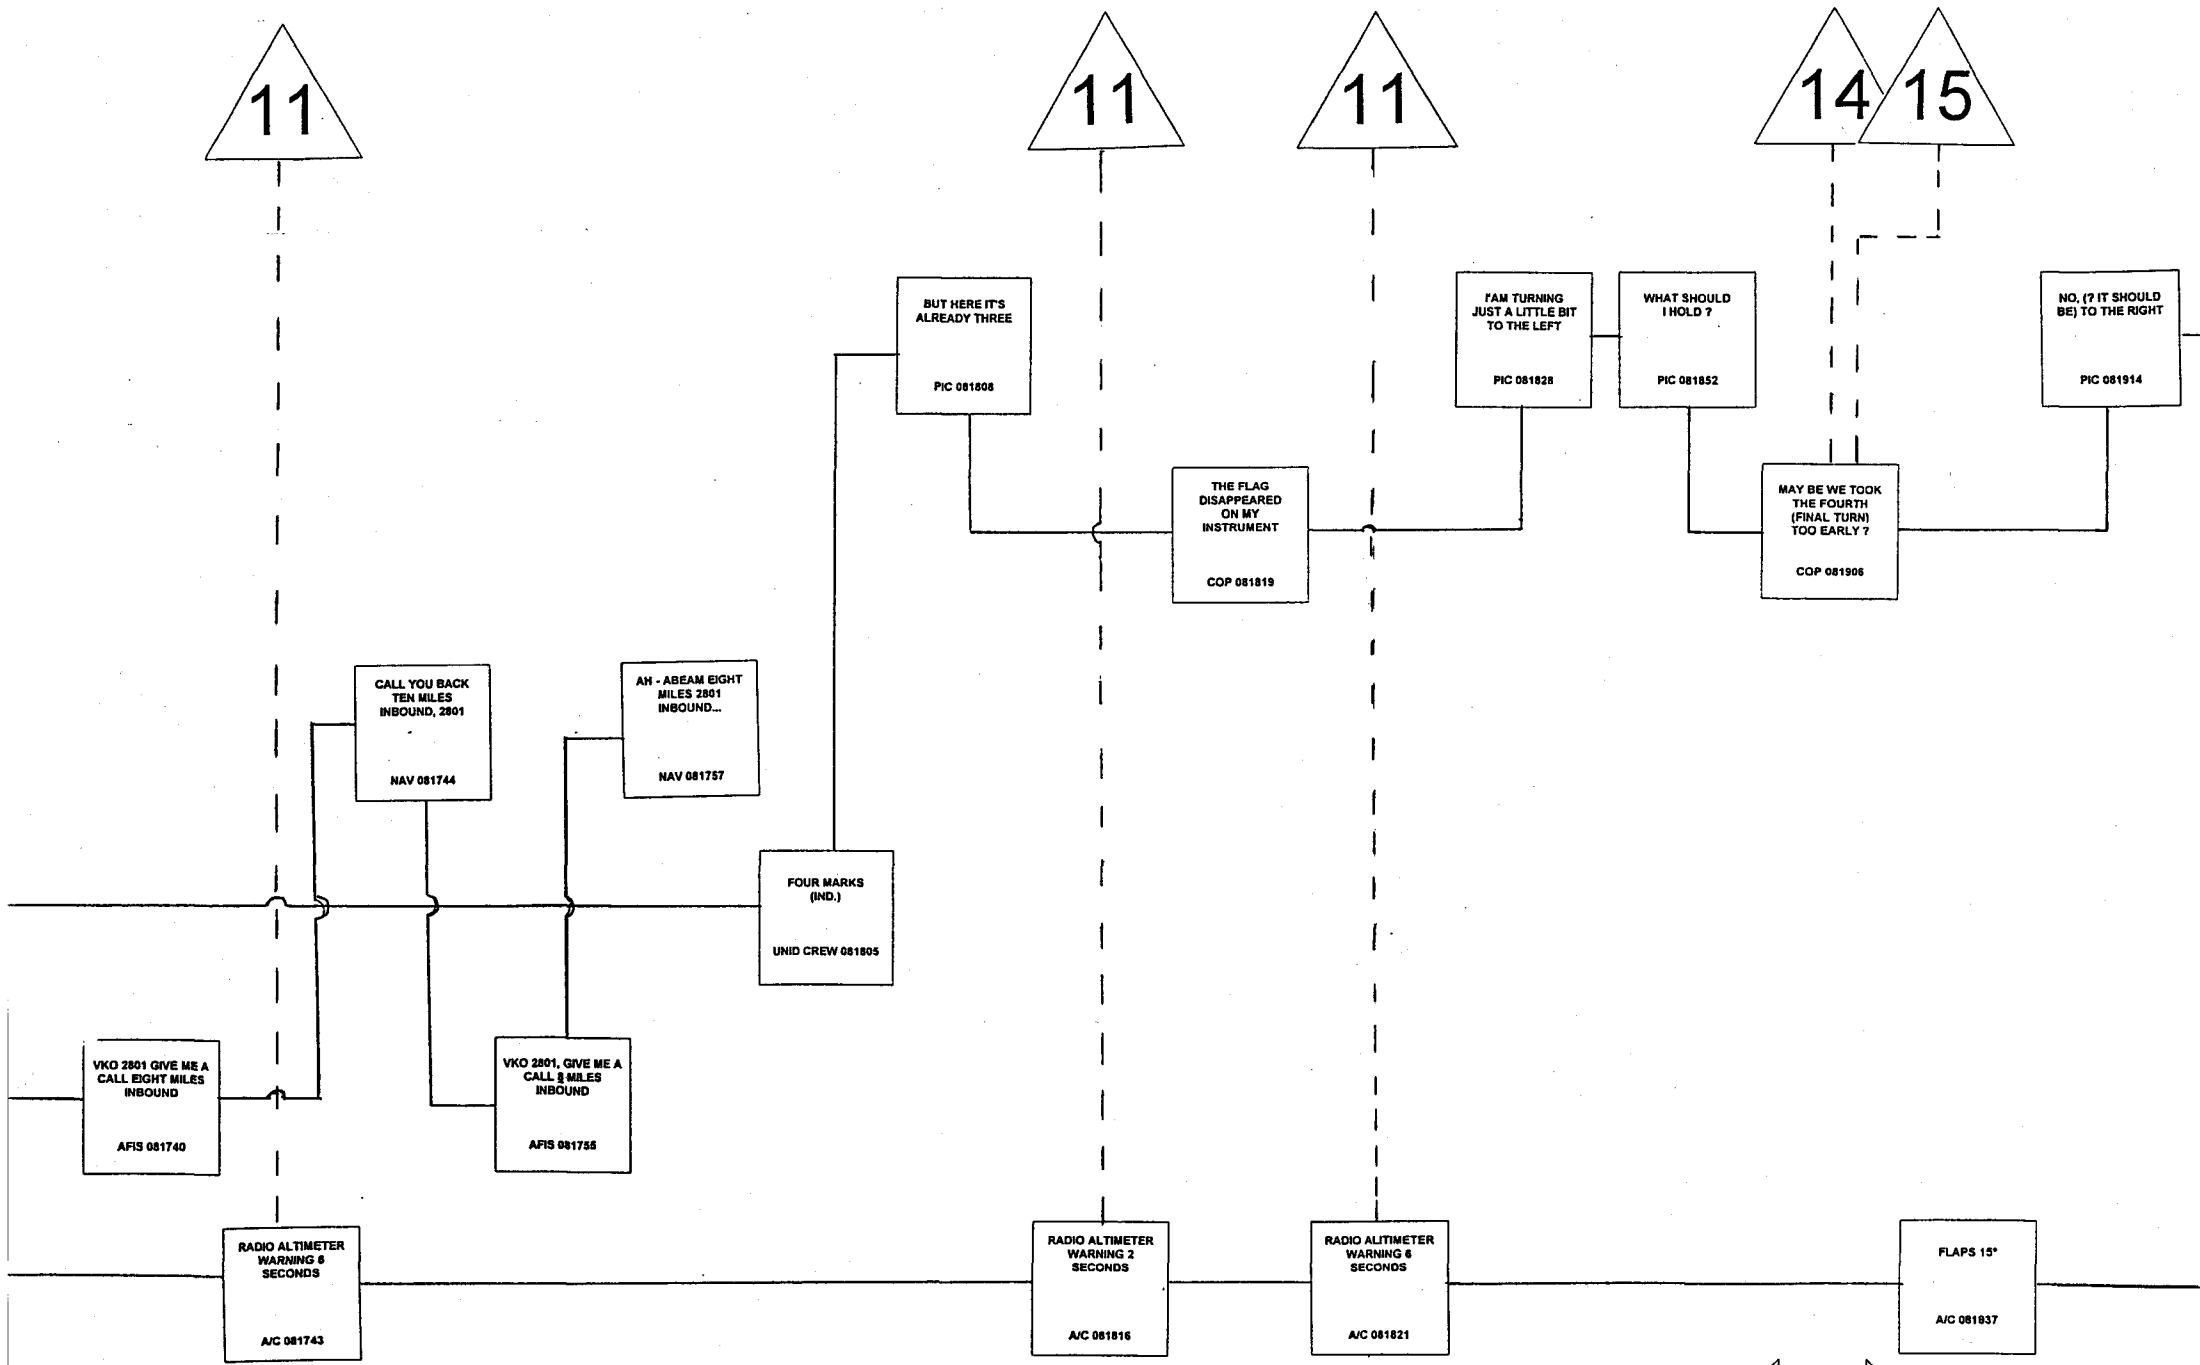 11
11
11
14
15
BUT HERE IT'S
ALREADY THREE
PIC 081808
I'AM TURNING
JUST A LITTLE BIT
TO THE LEFT
PIC 081828
WHAT SHOULD
I HOLD ?
PIC 081852
NO, (? IT SHOULD
BE) TO THE RIGHT
PIC 081914
THE FLAG
DISAPPEARED
ON MY
INSTRUMENT
COP 081819
MAY BE WE TOOK
THE FOURTH
(FINAL TURN)
TOO EARLY ?
COP 081906
CALL YOU BACK
TEN MILES
INBOUND, 2801
NAV 081744
AH - ABEAM EIGHT
MILES 2801
INBOUND...
NAV 081757
FOUR MARKS
(IND.)
UNID CREW 081805
VKO 2801 GIVE ME A
CALL EIGHT MILES
INBOUND
AFIS 081740
VKO 2801, GIVE ME A
CALL 8 MILES
INBOUND
AFIS 081755
RADIO ALTIMETER
WARNING 6
SECONDS
A/C 081743
RADIO ALTIMETER
WARNING 2
SECONDS
A/C 081816
RADIO ALITIMETER
WARNING 6
SECONDS
A/C 081821
FLAPS 15°
A/C 081937